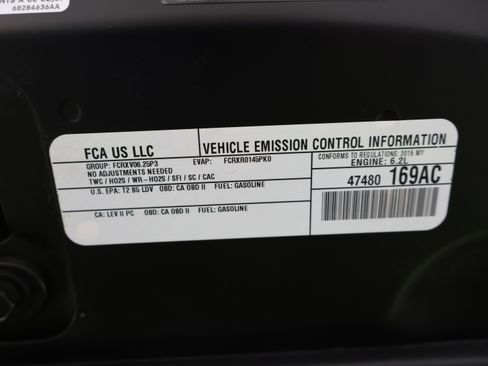 68284636AA
FCA US LLC
VEHICLE EMISSION CONTROL INFORMATION
GROUP: FCRXV06.25P3 EVAP: FCRXR0145PK0
CONFORMS TO REGULATIONS: 2015 MY
NO ADJUSTMENTS NEEDED
ENGINE: 6.2L
TWC / HO2S / WR-HO2S / SFI / SC / CAC
47480 169AC
U.S. EPA: T2 B5 LDV OBD: CA OBD II FUEL: GASOLINE
CA: LEV II PC OBD: CA OBD II FUEL: GASOLINE